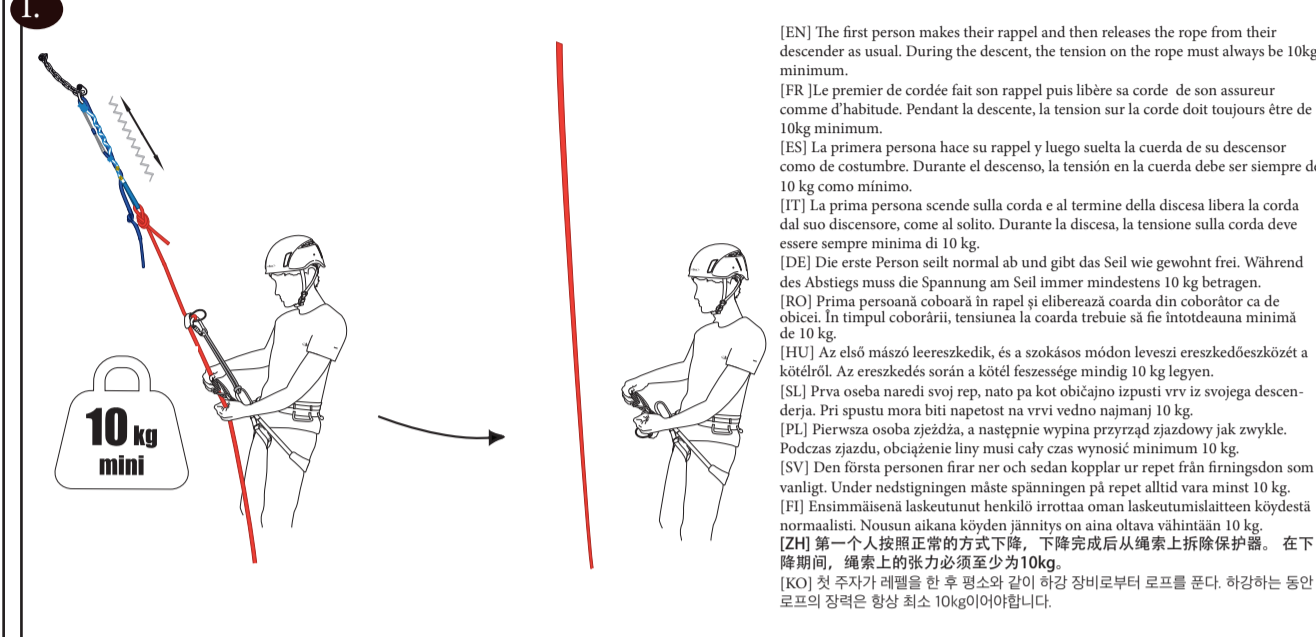 1.
10 kg
mini
[EN] The first person makes their rappel and then releases the rope from their
descender as usual. During the descent, the tension on the rope must always be 10kg
minimum.
[FR ]Le premier de cordée fait son rappel puis libère sa corde de son assureur
comme d'habitude. Pendant la descente, la tension sur la corde doit toujours être de
10kg minimum.
[ES] La primera persona hace su rappel y luego suelta la cuerda de su descensor
como de costumbre. Durante el descenso, la tensión en la cuerda debe ser siempre de
10 kg como mínimo.
[IT] La prima persona scende sulla corda e al termine della discesa libera la corda
dal suo discensore, come al solito. Durante la discesa, la tensione sulla corda deve
essere sempre minima di 10 kg.
[DE] Die erste Person seilt normal ab und gibt das Seil wie gewohnt frei. Während
des Abstiegs muss die Spannung am Seil immer mindestens 10 kg betragen.
[RO] Prima persoană coboară în rapel și eliberează coarda din coborâtor ca de
obicei. În timpul coborârii, tensiunea la coarda trebuie să fie întotdeauna minimă
de 10 kg.
[HU] Az első mászó leereszkedik, és a szokásos módon leveszi ereszkedőeszközét a
kötélről. Az ereszkedés során a kötél feszessége mindig 10 kg legyen.
[SL] Prva oseba naredi svoj rep, nato pa kot običajno izpusti vrv iz svojega descen-
derja. Pri spustu mora biti napetost na vrvi vedno najmanj 10 kg.
[PL] Pierwsza osoba zjeżdża, a następnie wypina przyrząd zjazdowy jak zwykle.
Podczas zjazdu, obciążenie liny musi cały czas wynosić minimum 10 kg.
[SV] Den första personen firar ner och sedan kopplar ur repet från firningsdon som
vanligt. Under nedstigningen måste spänningen på repet alltid vara minst 10 kg.
[FI] Ensimmäisenä laskeutunut henkilö irrottaa oman laskeutumislaitteen köydestä
normaalisti. Nousun aikana köyden jännitys on aina oltava vähintään 10 kg.
[ZH] 第一个人按照正常的方式下降，下降完成后从绳索上拆除保护器。 在下
降期间，绳索上的张力必须至少为10kg。
[KO] 첫 주자가 레펠을 한 후 평소와 같이 하강 장비로부터 로프를 푼다. 하강하는 동안
로프의 장력은 항상 최소 10kg이어야합니다.